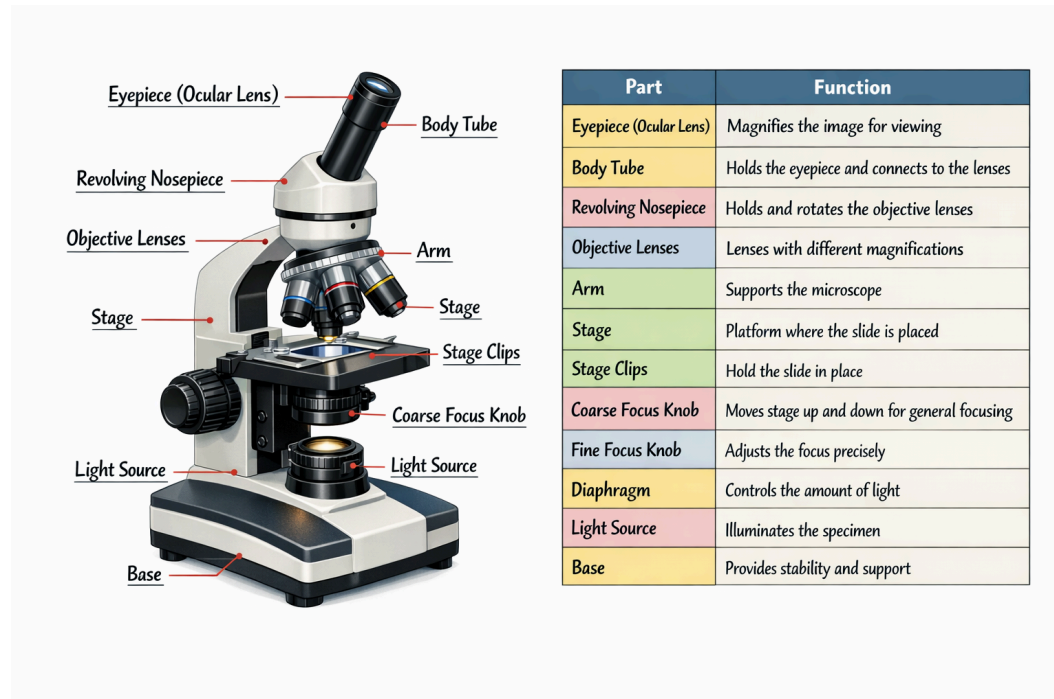 Eyepiece (Ocular Lens)
Body Tube
Revolving Nosepiece
Objective Lenses
Arm
Stage
Stage
Stage Clips
Coarse Focus Knob
Light Source
Light Source
Base
Part Function
Eyepiece (Ocular Lens) Magnifies the image for viewing
Body Tube Holds the eyepiece and connects to the lenses
Revolving Nosepiece Holds and rotates the objective lenses
Objective Lenses Lenses with different magnifications
Arm Supports the microscope
Stage Platform where the slide is placed
Stage Clips Hold the slide in place
Coarse Focus Knob Moves stage up and down for general focusing
Fine Focus Knob Adjusts the focus precisely
Diaphragm Controls the amount of light
Light Source Illuminates the specimen
Base Provides stability and support